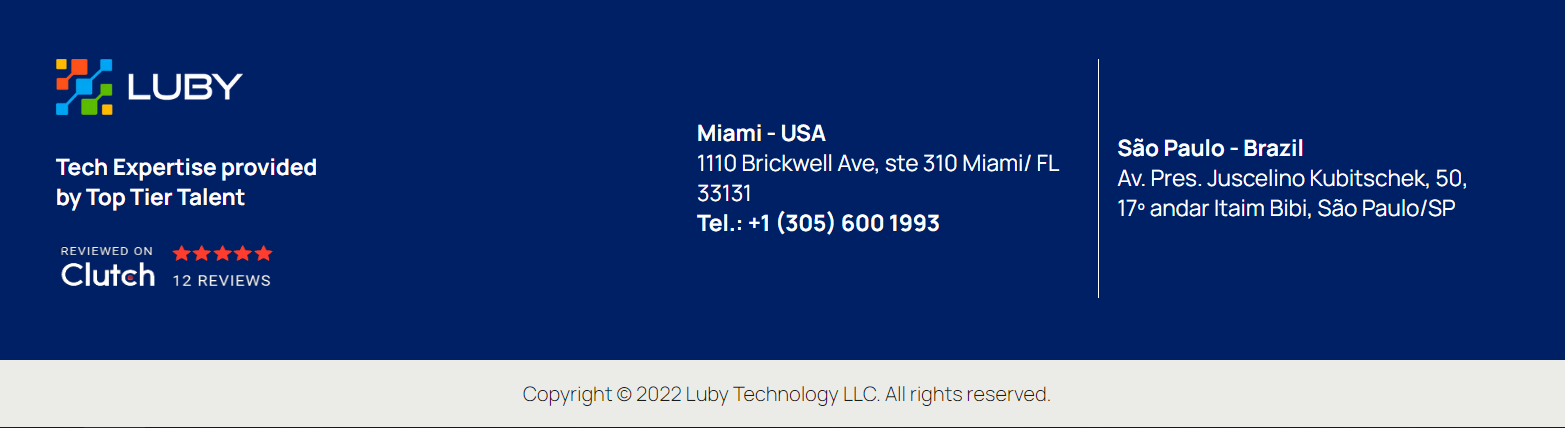 LUBY
Tech Expertise provided
by Top Tier Talent
REVIEWED ON
Clutch
12 REVIEWS
Miami - USA
1110 Brickwell Ave, ste 310 Miami/ FL
33131
Tel.: +1 (305) 600 1993
São Paulo - Brazil
Av. Pres. Juscelino Kubitschek, 50,
17º andar Itaim Bibi, São Paulo/SP
Copyright © 2022 Luby Technology LLC. All rights reserved.